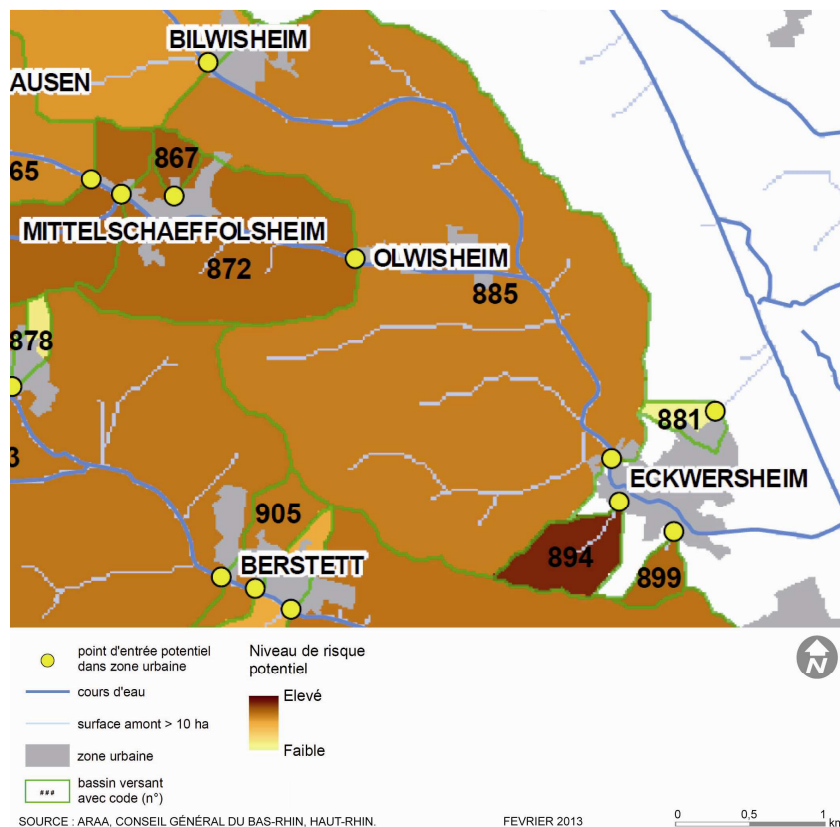 BILWISHEIM
AUSEN
867
65
MITTELSCHAEFFOLSHEIM
OLWISHEIM
872
885
878
881
3
ECKWERSHEIM
905
894
BERSTETT
899
point d'entrée potentiel
dans zone urbaine
cours d'eau
surface amont > 10 ha
zone urbaine
###
bassin versant
avec code (n°)
Niveau de risque
potentiel
Elevé
Faible
N
SOURCE : ARAA, CONSEIL GÉNÉRAL DU BAS-RHIN, HAUT-RHIN.
FEVRIER 2013
0 0,5 1
km